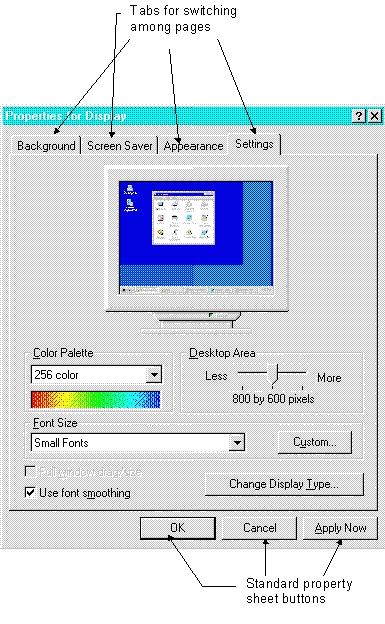 Tabs for switching
among pages
Properties for Display
Background
Screen Saver
Appearance
Settings
Color Palette
256 color
Desktop Area
Less
More
800 by 600 pixels
Font Size
Small Fonts
Custom...
Full window drag/size
Use font smoothing
Change Display Type...
OK
Cancel
Apply Now
Standard property
sheet buttons